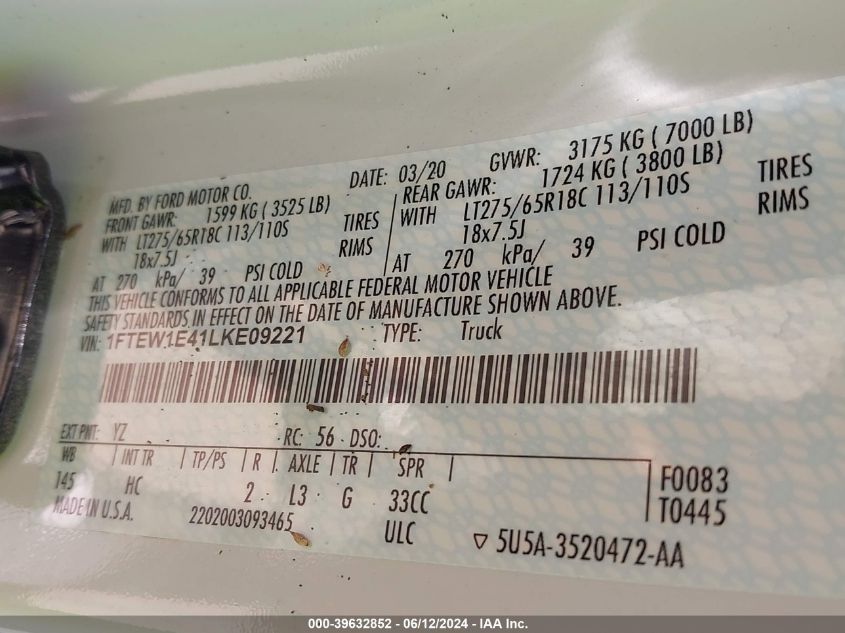 MFD. BY FORD MOTOR CO. DATE: 03/20 GVWR: 3175 KG ( 7000 LB)
FRONT GAWR: 1599 KG ( 3525 LB) REAR GAWR: 1724 KG ( 3800 LB)
WITH LT275/65R18C 113/110S TIRES WITH LT275/65R18C 113/110S TIRES
18x7.5J RIMS 18x7.5J RIMS
AT 270 kPa/ 39 PSI COLD AT 270 kPa/ 39 PSI COLD
THIS VEHICLE CONFORMS TO ALL APPLICABLE FEDERAL MOTOR VEHICLE
SAFETY STANDARDS IN EFFECT ON THE DATE OF MANUFACTURE SHOWN ABOVE.
VIN: 1FTEW1E41LKE09221 TYPE: Truck
EXT PNT: YZ RC: 56 DSO:
WB INT TR TP/PS R AXLE TR SPR
145 HC 2 L3 G 33CC
F0083
T0445
MADE IN U.S.A. 2202003093465 ULC
5U5A-3520472-AA
000-39632852 - 06/12/2024 - IAA Inc.